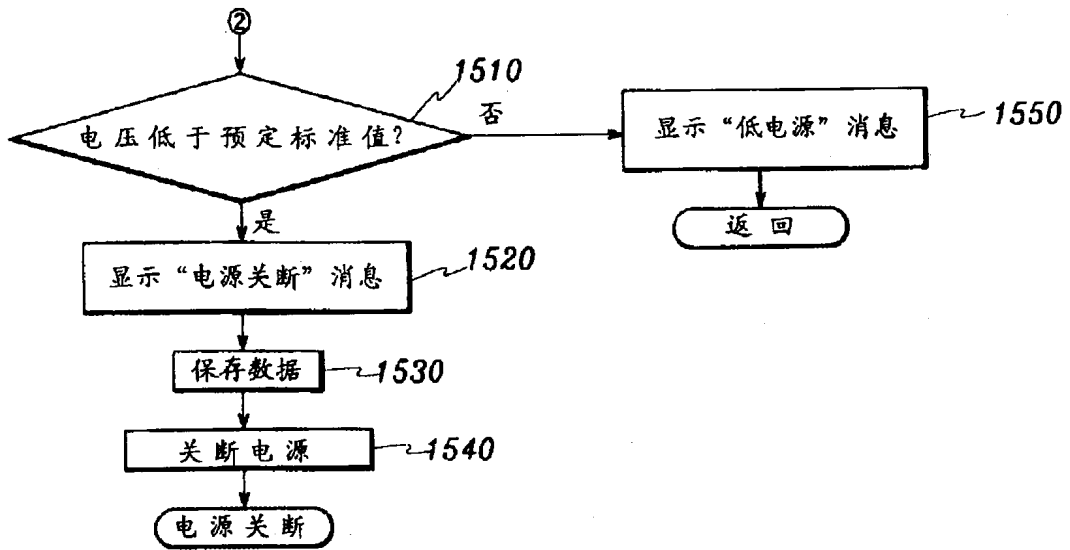 ②
1510
电压低于预定标准值?
否
显示“低电源”消息
1550
返回
是
显示“电源关断”消息
1520
保存数据
1530
关断电源
1540
电源关断